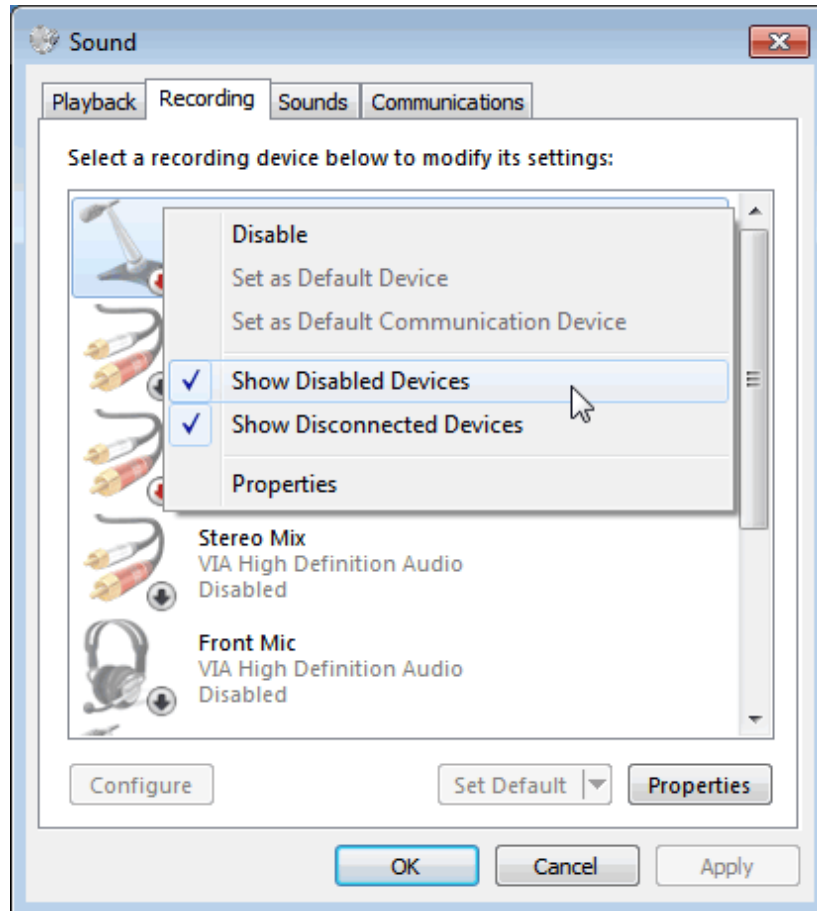 Sound
Playback Recording Sounds Communications
Select a recording device below to modify its settings:
Disable
Set as Default Device
Set as Default Communication Device
Show Disabled Devices
Show Disconnected Devices
Properties
Stereo Mix
VIA High Definition Audio
Disabled
Front Mic
VIA High Definition Audio
Disabled
Configure Set Default Properties
OK Cancel Apply